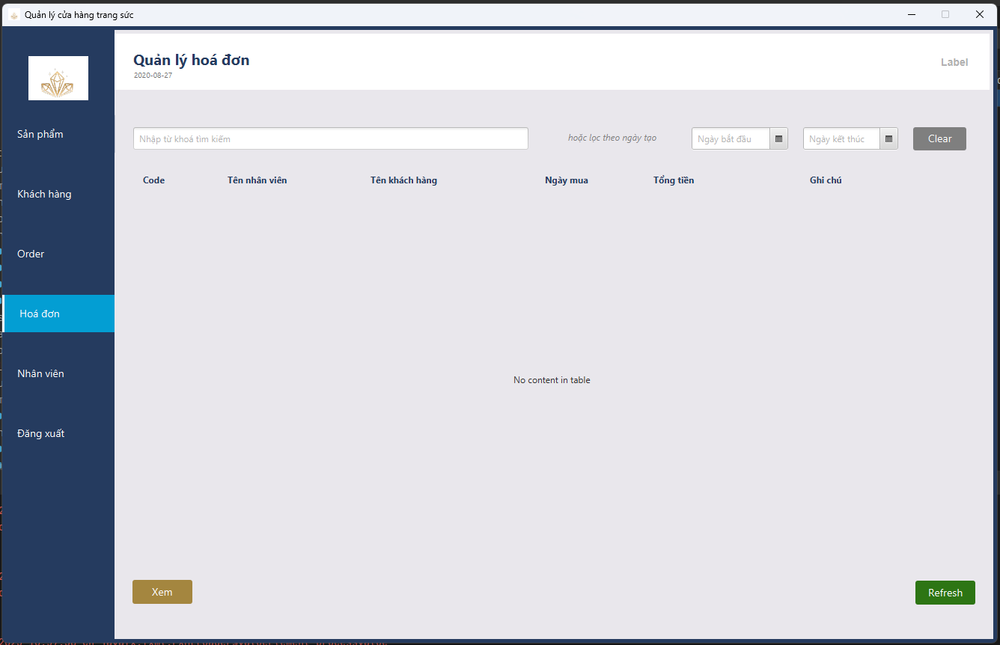 Quản lý cửa hàng trang sức
Quản lý hoá đơn
2020-08-27
Label
Sản phẩm
Khách hàng
Order
Hoá đơn
Nhân viên
Đăng xuất
Nhập từ khoá tìm kiếm
hoặc lọc theo ngày tạo
Ngày bắt đầu
Ngày kết thúc
Clear
Code Tên nhân viên Tên khách hàng Ngày mua Tổng tiền Ghi chú
No content in table
Xem
Refresh